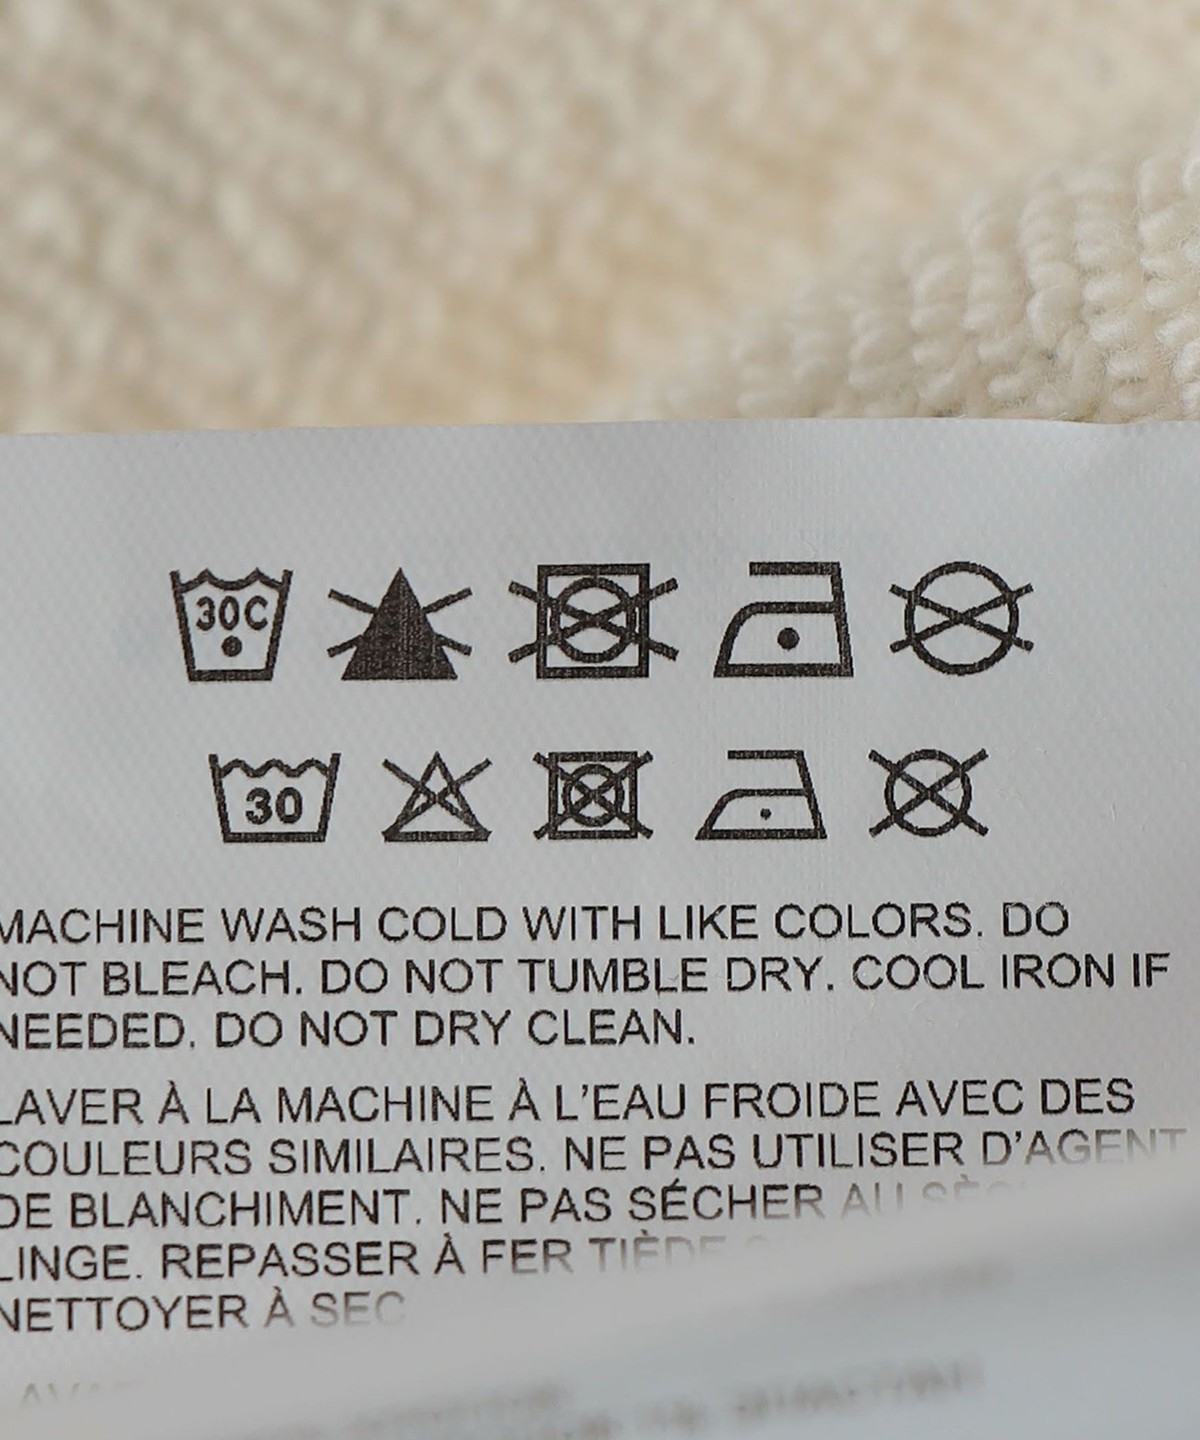 30C
30
MACHINE WASH COLD WITH LIKE COLORS. DO
NOT BLEACH. DO NOT TUMBLE DRY. COOL IRON IF
NEEDED. DO NOT DRY CLEAN.
LAVER À LA MACHINE À L'EAU FROIDE AVEC DES
COULEURS SIMILAIRES. NE PAS UTILISER D'AGENT
DE BLANCHIMENT. NE PAS SÉCHER AU
LINGE. REPASSER À FER TIÈDE
NETTOYER À SEC